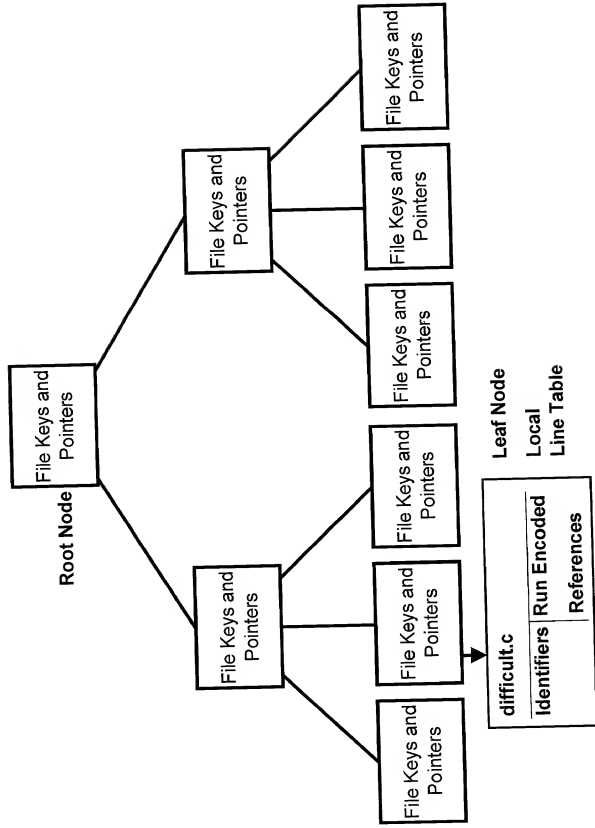 File Keys and
Pointers
Root Node
File Keys and
Pointers
File Keys and
Pointers
File Keys and
Pointers
File Keys and
Pointers
File Keys and
Pointers
File Keys and
Pointers
File Keys and
Pointers
File Keys and
Pointers
difficult.c
Identifiers Run Encoded
References
Leaf Node
Local
Line Table